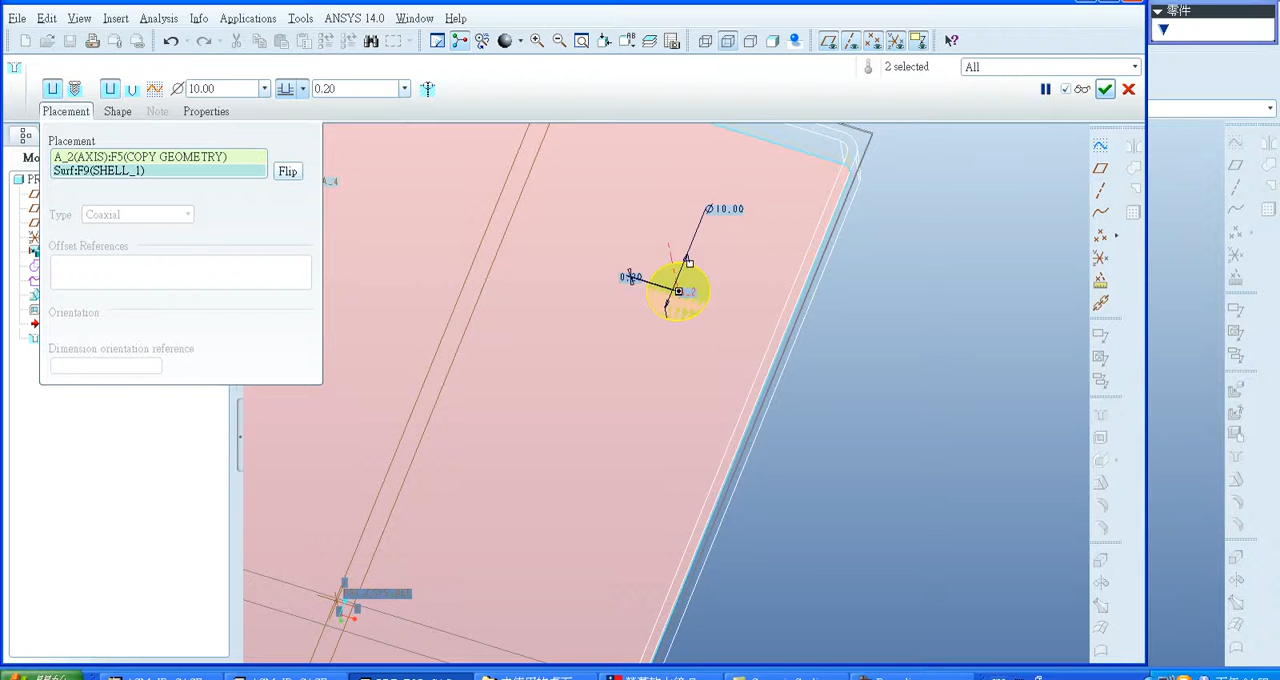 File Edit View Insert Analysis Info Applications Tools ANSYS 14.0 Window Help
零件
2 selected
All
10.00
0.20
Placement Shape Note Properties
Placement
A_2(AXIS):F5(COPY GEOMETRY)
Surf:F9(SHELL_1)
Flip
Type
Coaxial
Offset References
Orientation
Dimension orientation reference
A_4
Ø10.00